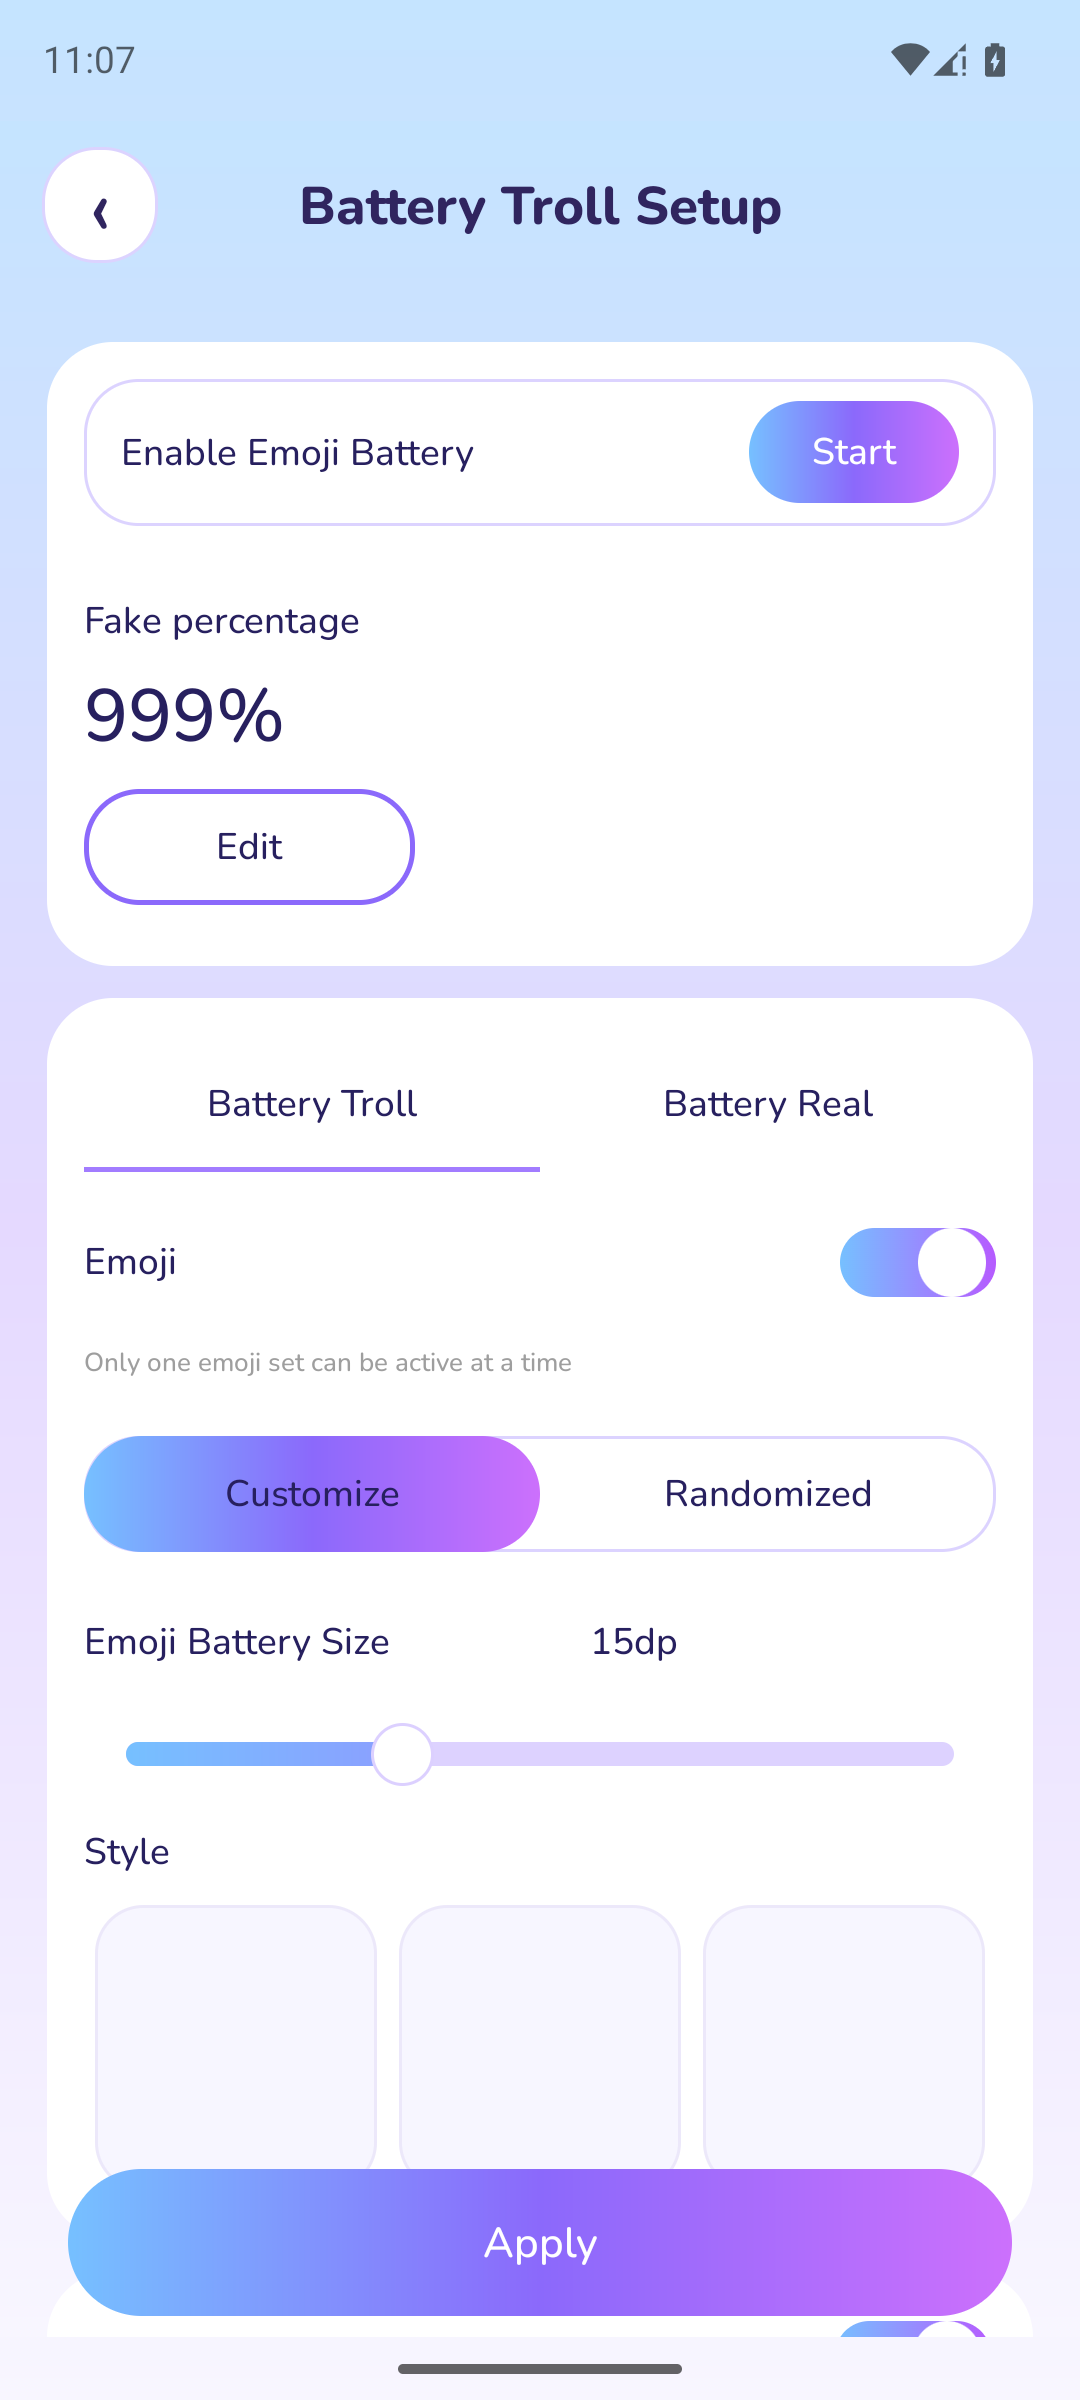 11:07
Battery Troll Setup
Enable Emoji Battery
Start
Fake percentage
999%
Edit
Battery Troll
Battery Real
Emoji
Only one emoji set can be active at a time
Customize
Randomized
Emoji Battery Size
15dp
Style
Apply